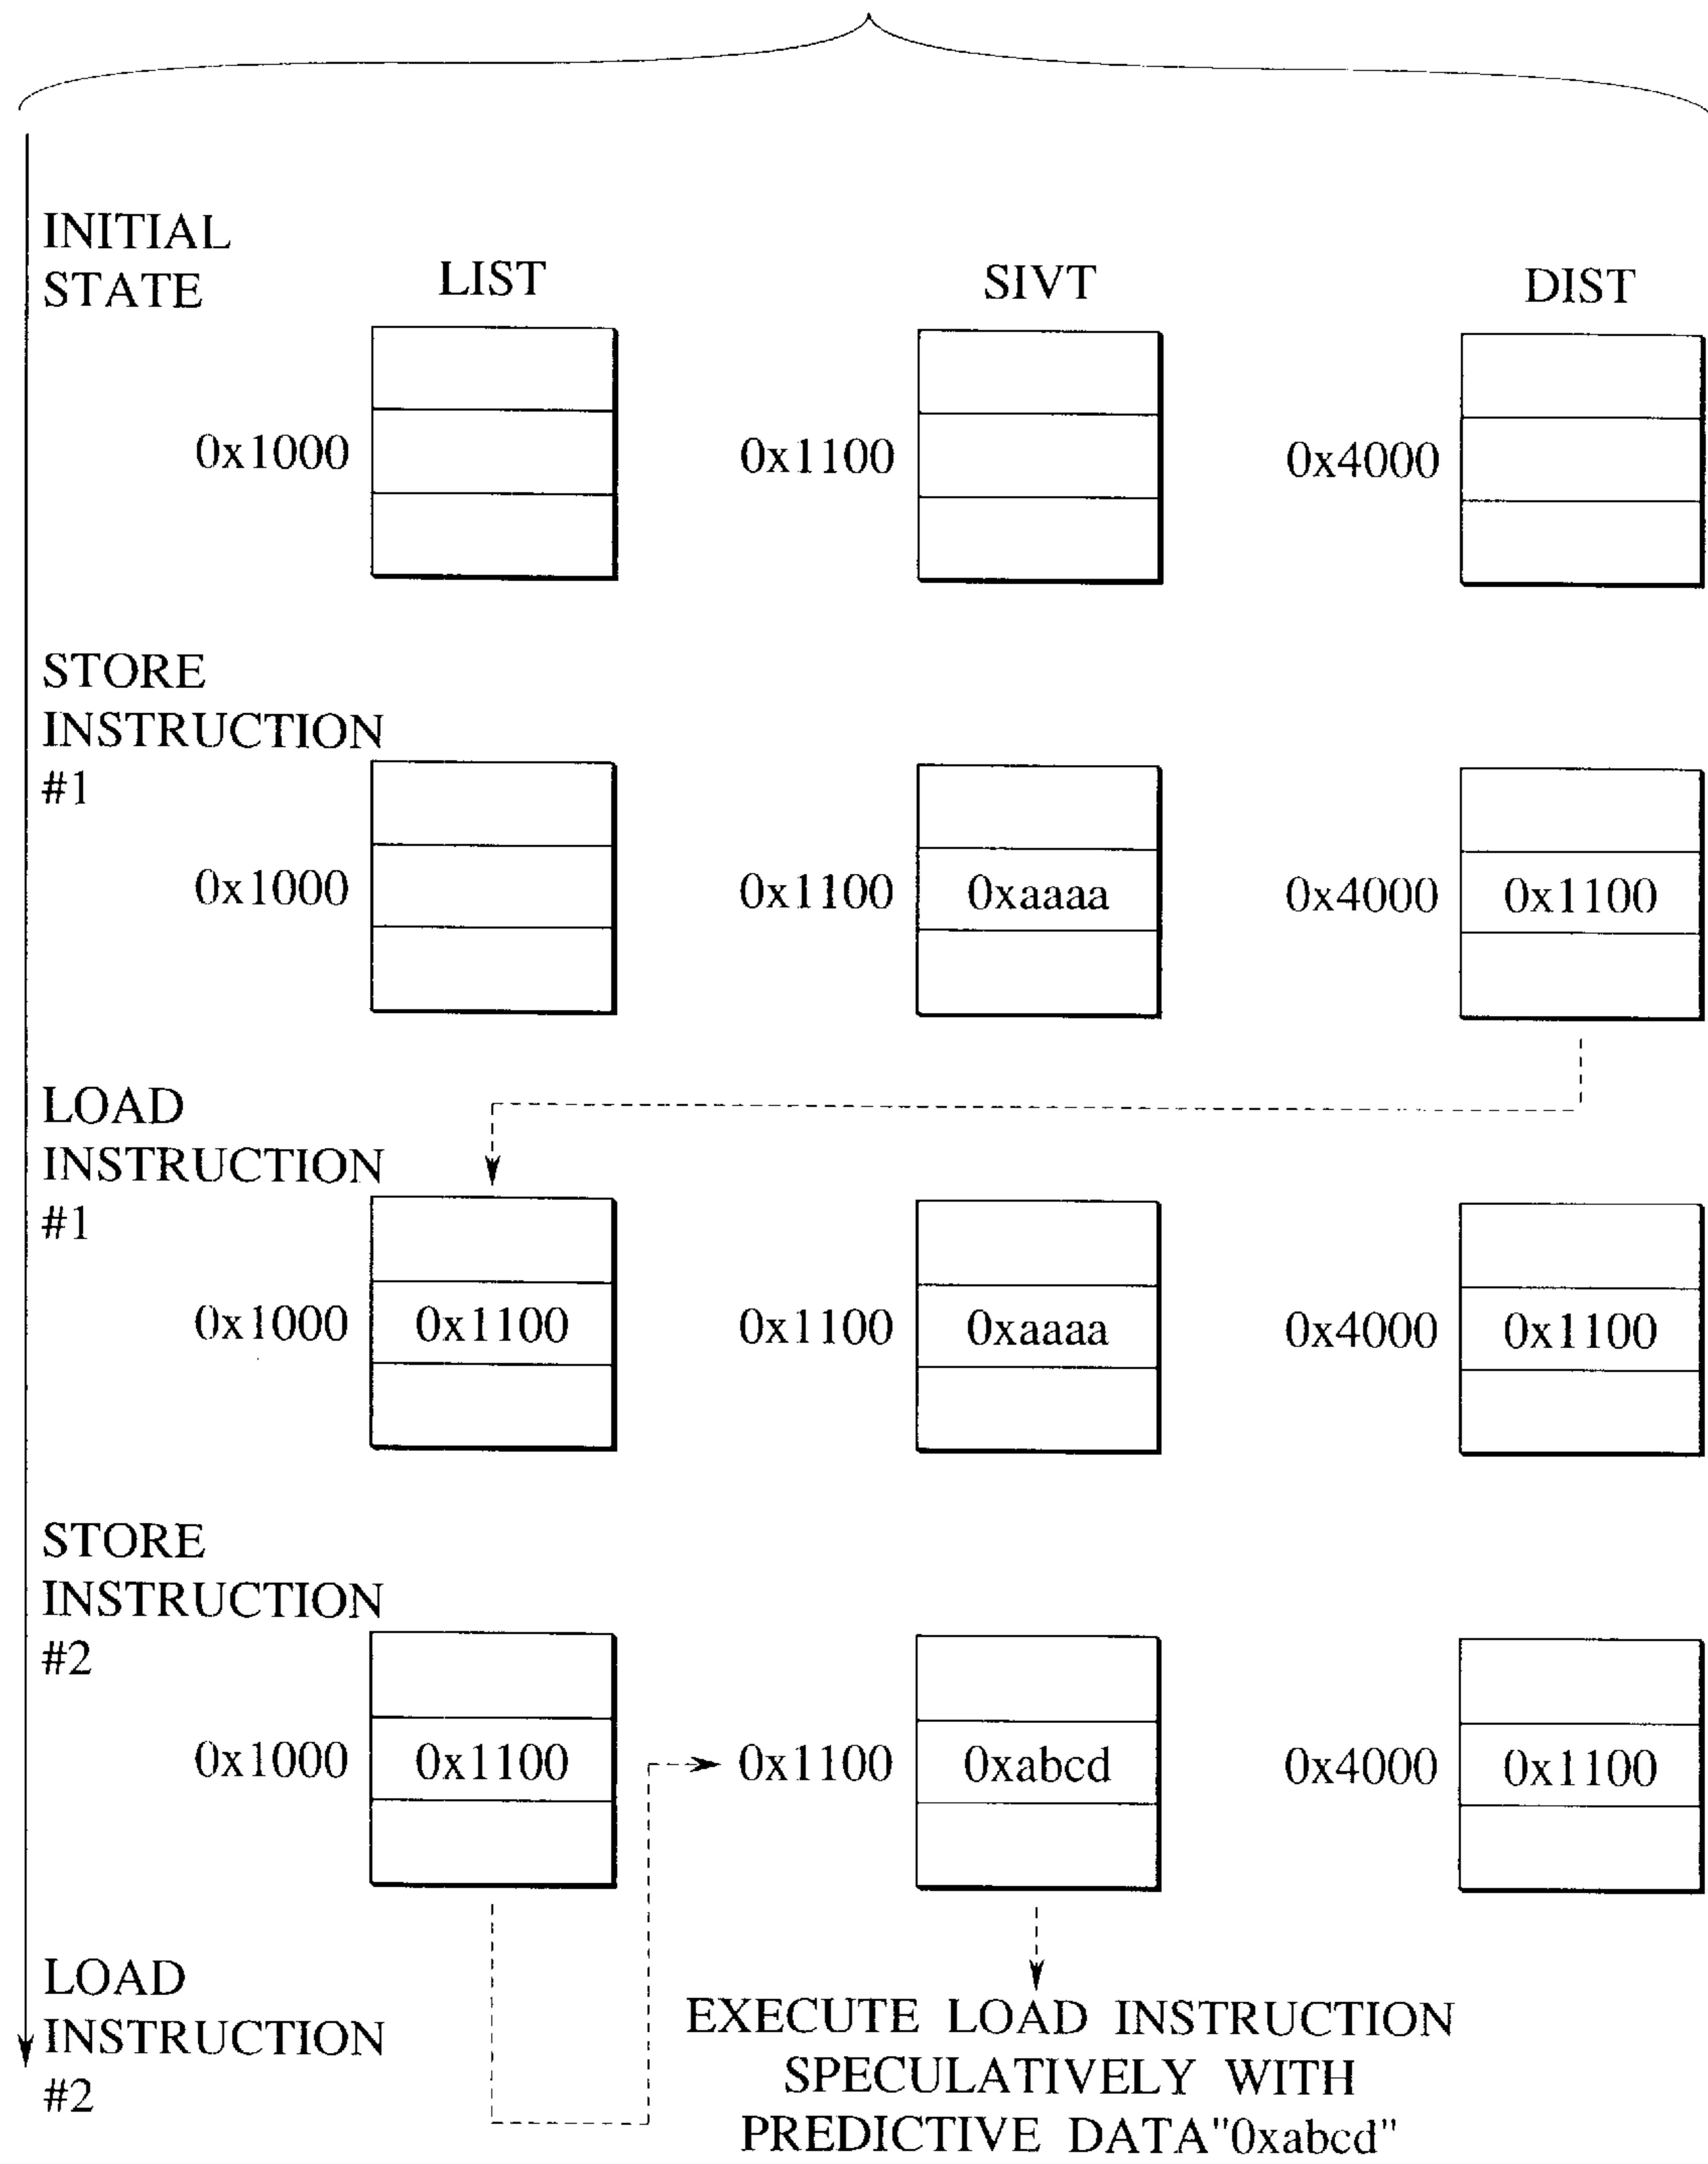 INITIAL
STATE
LIST
SIVT
DIST
0x1000
0x1100
0x4000
STORE
INSTRUCTION
#1
0x1000
0x1100
0xaaaa
0x4000
0x1100
LOAD
INSTRUCTION
#1
0x1000
0x1100
0x1100
0xaaaa
0x4000
0x1100
STORE
INSTRUCTION
#2
0x1000
0x1100
0x1100
0xabcd
0x4000
0x1100
LOAD
INSTRUCTION
#2
EXECUTE LOAD INSTRUCTION
SPECULATIVELY WITH
PREDICTIVE DATA"0xabcd"